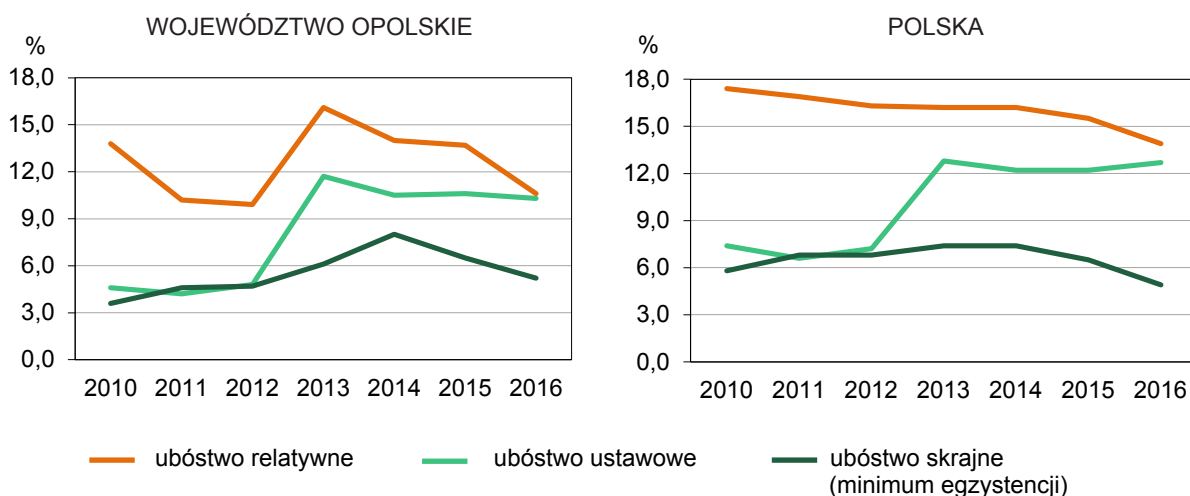 WOJEWÓDZTWO OPOLSKIE
%
18,0
15,0
12,0
9,0
6,0
3,0
0,0
2010 2011 2012 2013 2014 2015 2016
POLSKA
%
18,0
15,0
12,0
9,0
6,0
3,0
0,0
2010 2011 2012 2013 2014 2015 2016
ubóstwo relatywne
ubóstwo ustawowe
ubóstwo skrajne
(minimum egzystencji)